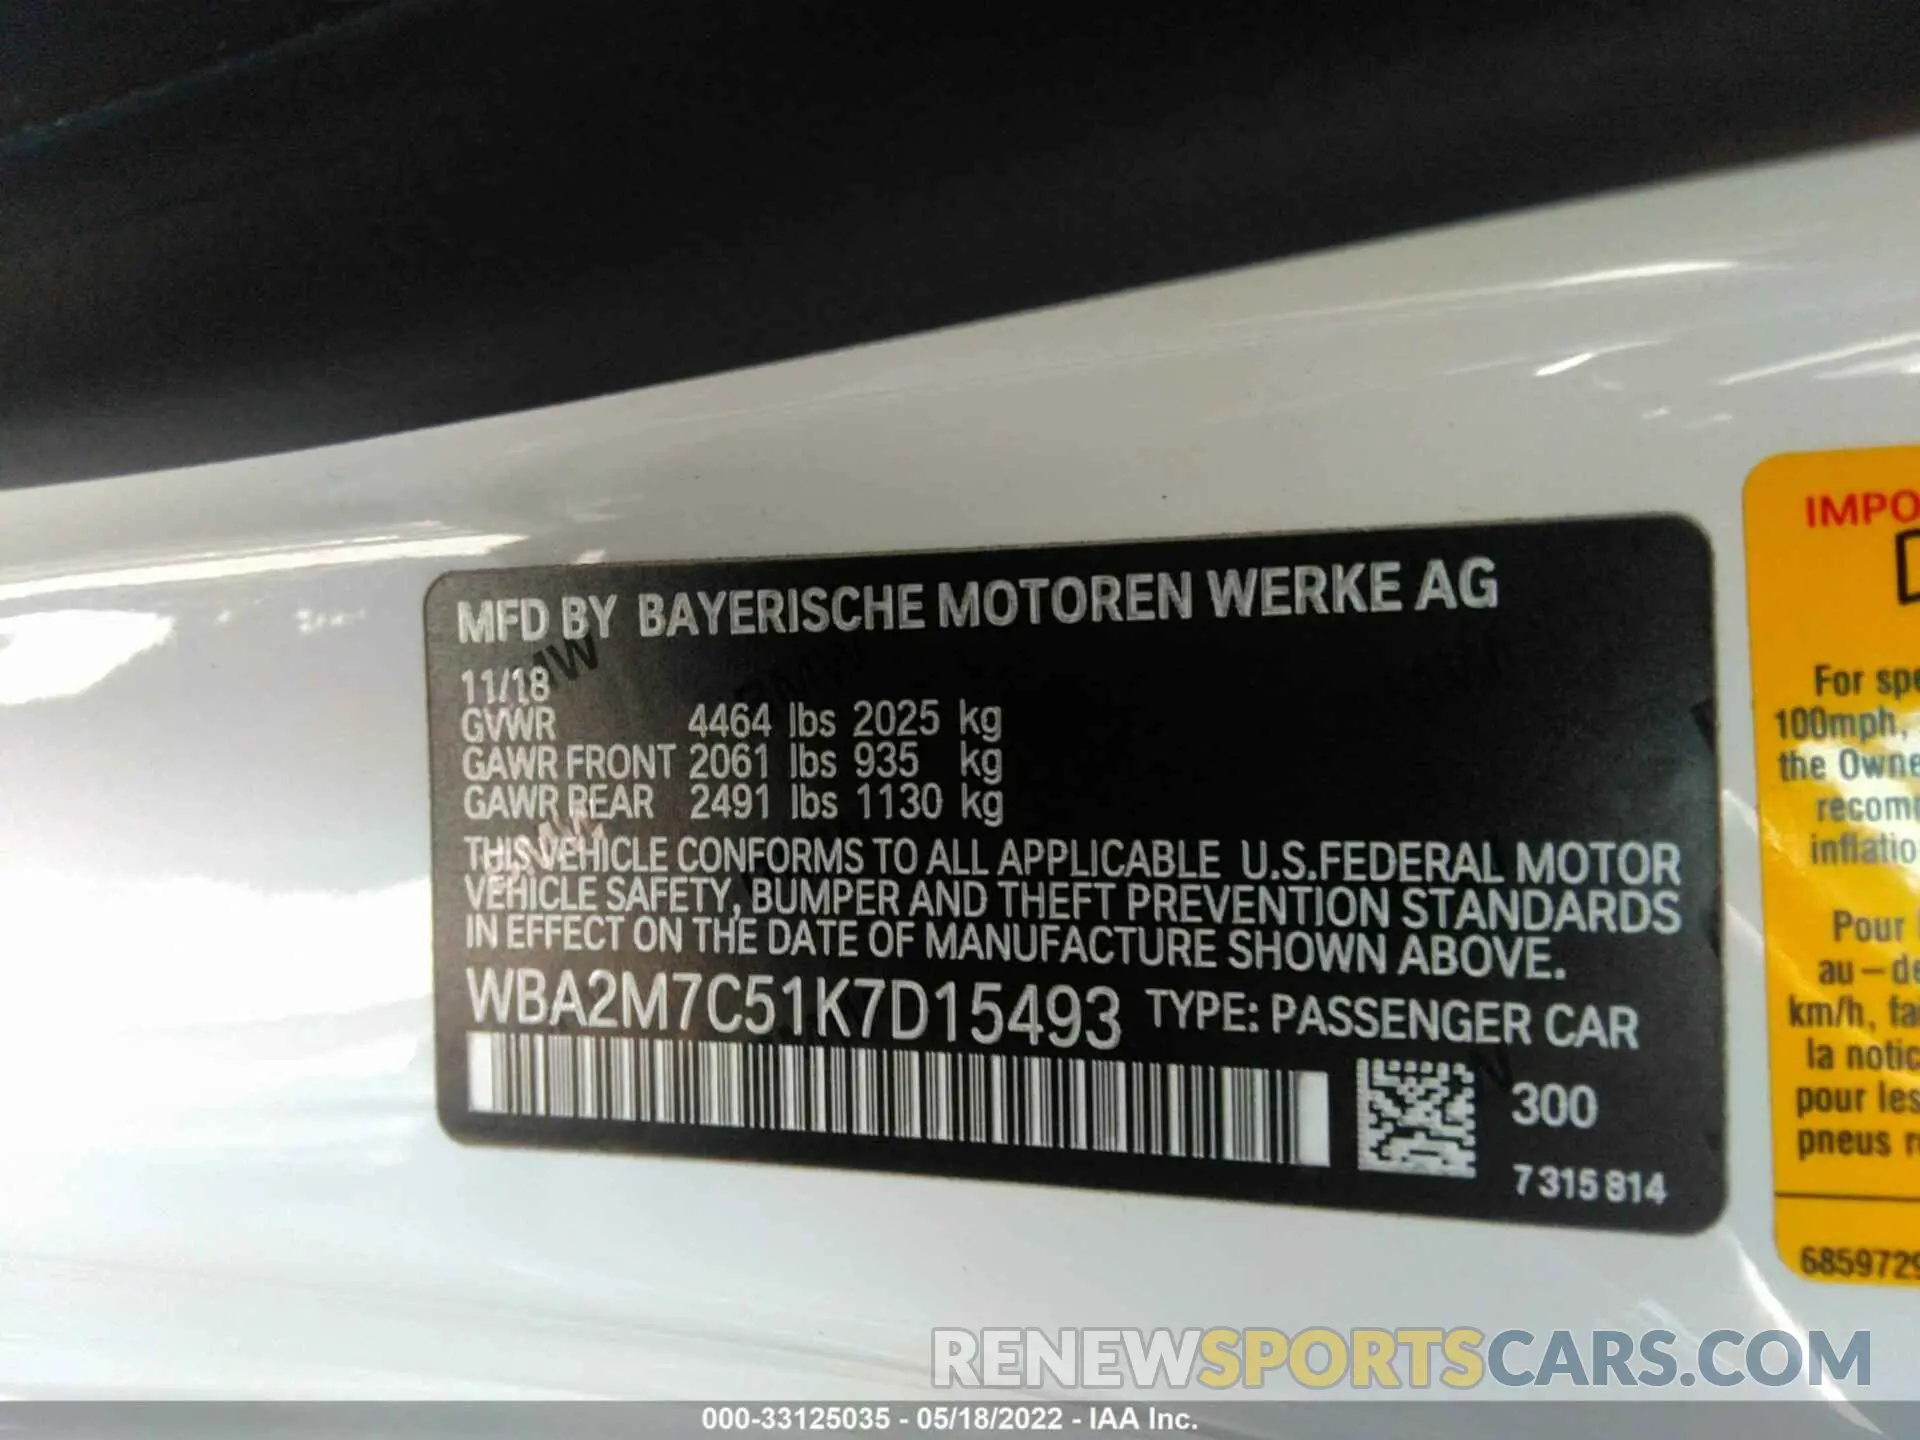 MFD BY BAYERISCHE MOTOREN WERKE AG
11/18
GVWR 4464 lbs 2025 kg
GAWR FRONT 2061 lbs 935 kg
GAWR REAR 2491 lbs 1130 kg
THIS VEHICLE CONFORMS TO ALL APPLICABLE U.S.FEDERAL MOTOR
VEHICLE SAFETY, BUMPER AND THEFT PREVENTION STANDARDS
IN EFFECT ON THE DATE OF MANUFACTURE SHOWN ABOVE.
WBA2M7C51K7D15493 TYPE: PASSENGER CAR
300
7 315 814
IMPO
For spe
100mph,
the Owne
recom
inflatio
Pour
au-de
km/h, fa
la notic
pour les
pneus r
6859729
RENEWSPORTSCARS.COM
000-33125035 - 05/18/2022 - IAA Inc.